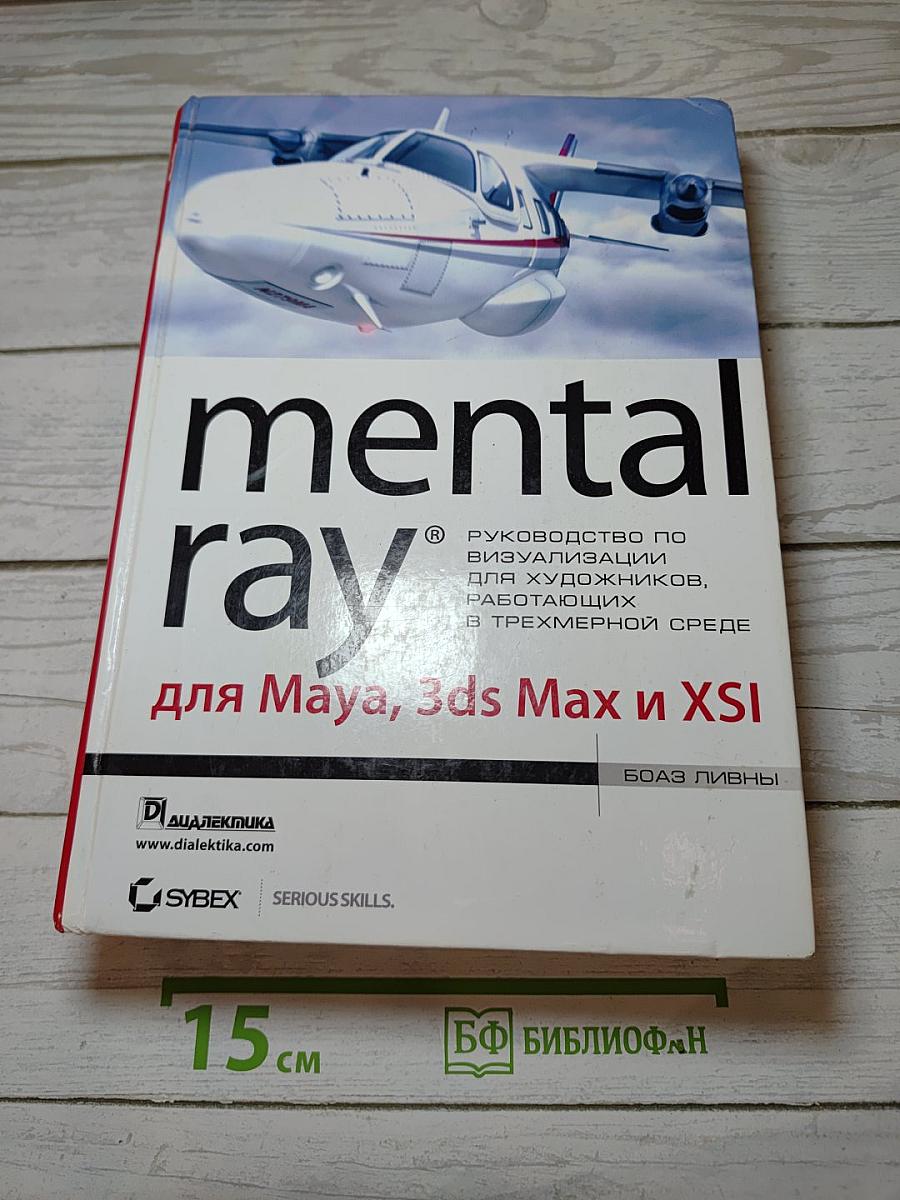 mental
ray®
РУКОВОДСТВО ПО
ВИЗУАЛИЗАЦИИ
ДЛЯ ХУДОЖНИКОВ,
РАБОТАЮЩИХ
В ТРЕХМЕРНОЙ СРЕДЕ
для Maya, 3ds Max и XSI
БОАЗ ЛИВНЫ
ДИАЛЕКТИКА
www.dialektika.com
SYBEX®
SERIOUS SKILLS.
15 см
БФ БИБЛИОФАН